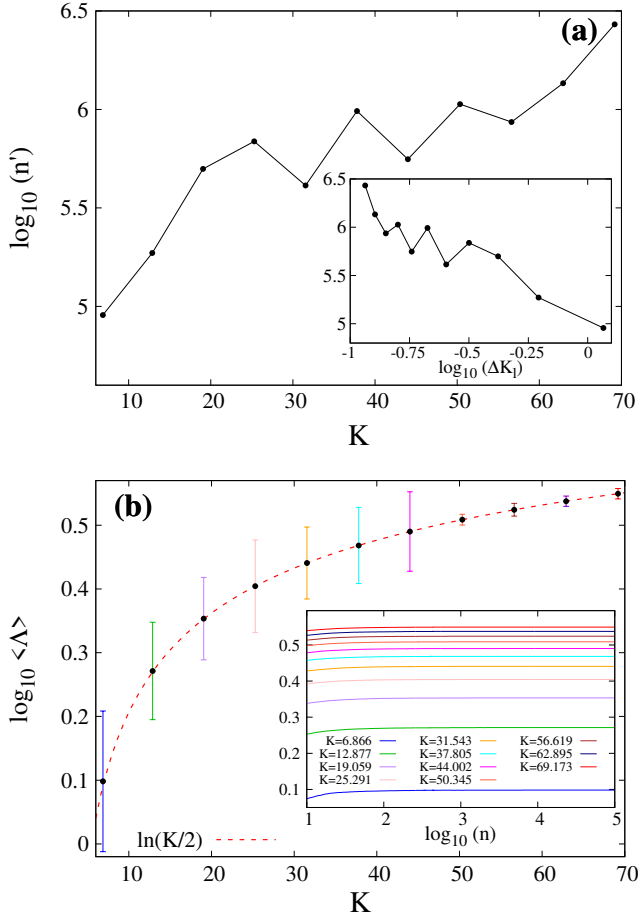 (a)
log10 (n')
6.5
6
5.5
5
10 20 30 40 50 60 70
K
6.5
6
5.5
5
-1 -0.75 -0.5 -0.25 0
log10 (ΔKl)
(b)
log10 <Λ>
0.5
0.4
0.3
0.2
0.1
0
ln(K/2)
10 20 30 40 50 60 70
K
0.5
0.4
0.3
0.2
0.1
K=6.866 K=31.543 K=56.619
K=12.877 K=37.805 K=62.895
K=19.059 K=44.002 K=69.173
K=25.291 K=50.345
1 2 3 4 5
log10 (n)